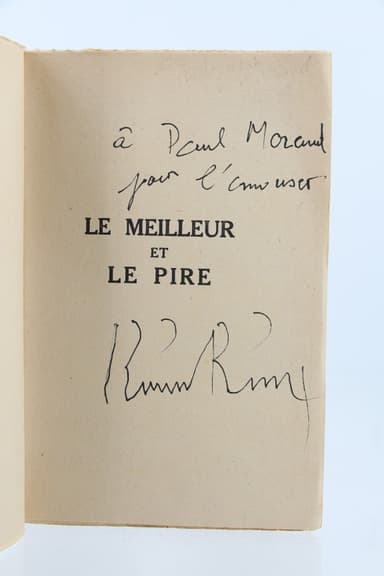 à Paul Morand
pour l'amuser
LE MEILLEUR
ET
LE PIRE